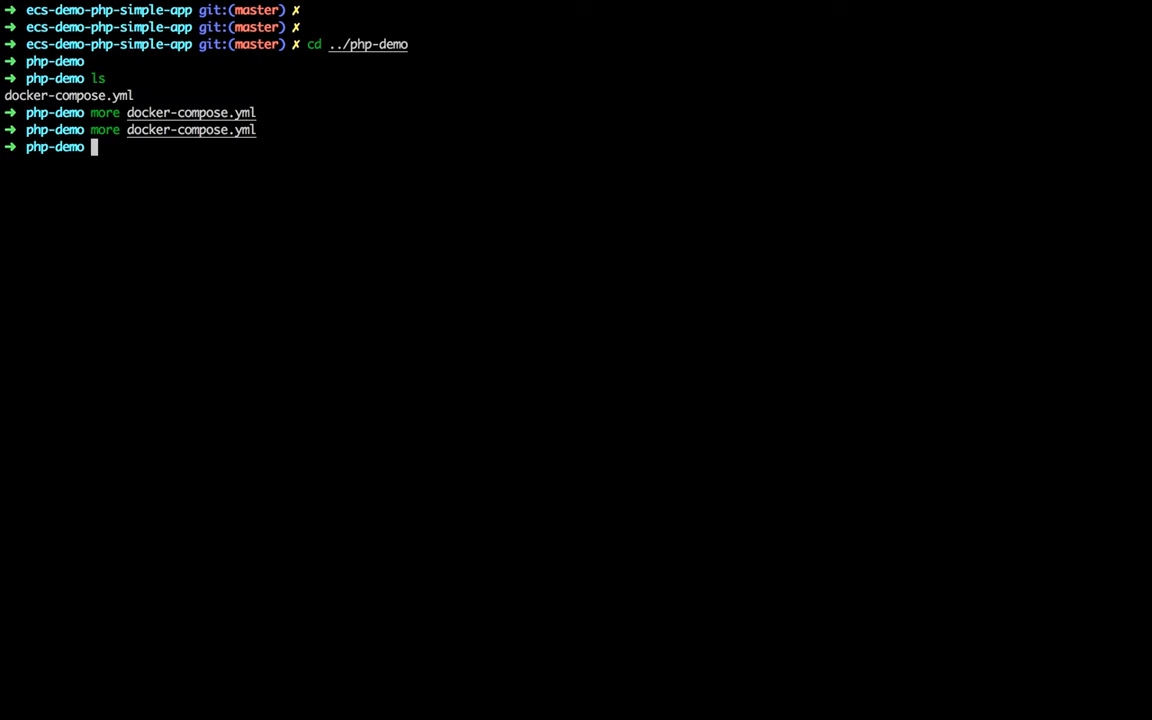 ➜ ecs-demo-php-simple-app git:(master) ✗
➜ ecs-demo-php-simple-app git:(master) ✗
➜ ecs-demo-php-simple-app git:(master) ✗ cd ../php-demo
➜ php-demo
➜ php-demo ls
docker-compose.yml
➜ php-demo more docker-compose.yml
➜ php-demo more docker-compose.yml
➜ php-demo